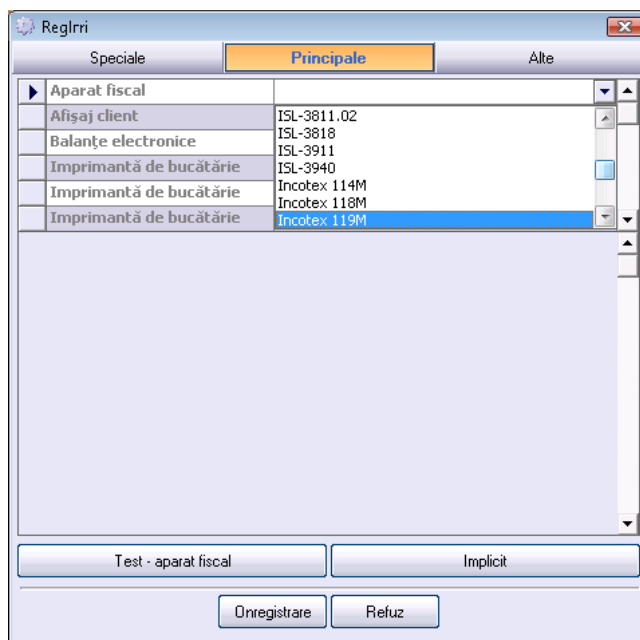 RegIrri
Speciale Principale Alte
Aparat fiscal
Afişaj client
Balanţe electronice
Imprimantă de bucătărie
Imprimantă de bucătărie
Imprimantă de bucătărie
ISL-3811.02
ISL-3818
ISL-3911
ISL-3940
Incotex 114M
Incotex 118M
Incotex 119M
Test - aparat fiscal Implicit
Onregistrare Refuz